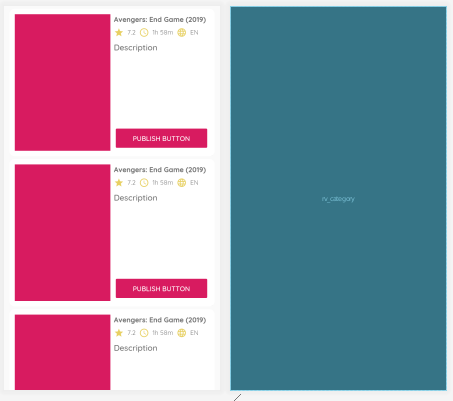 Avengers: End Game (2019)
7.2 1h 58m EN
Description
PUBLISH BUTTON
Avengers: End Game (2019)
7.2 1h 58m EN
Description
PUBLISH BUTTON
Avengers: End Game (2019)
7.2 1h 58m EN
Description
rv_category